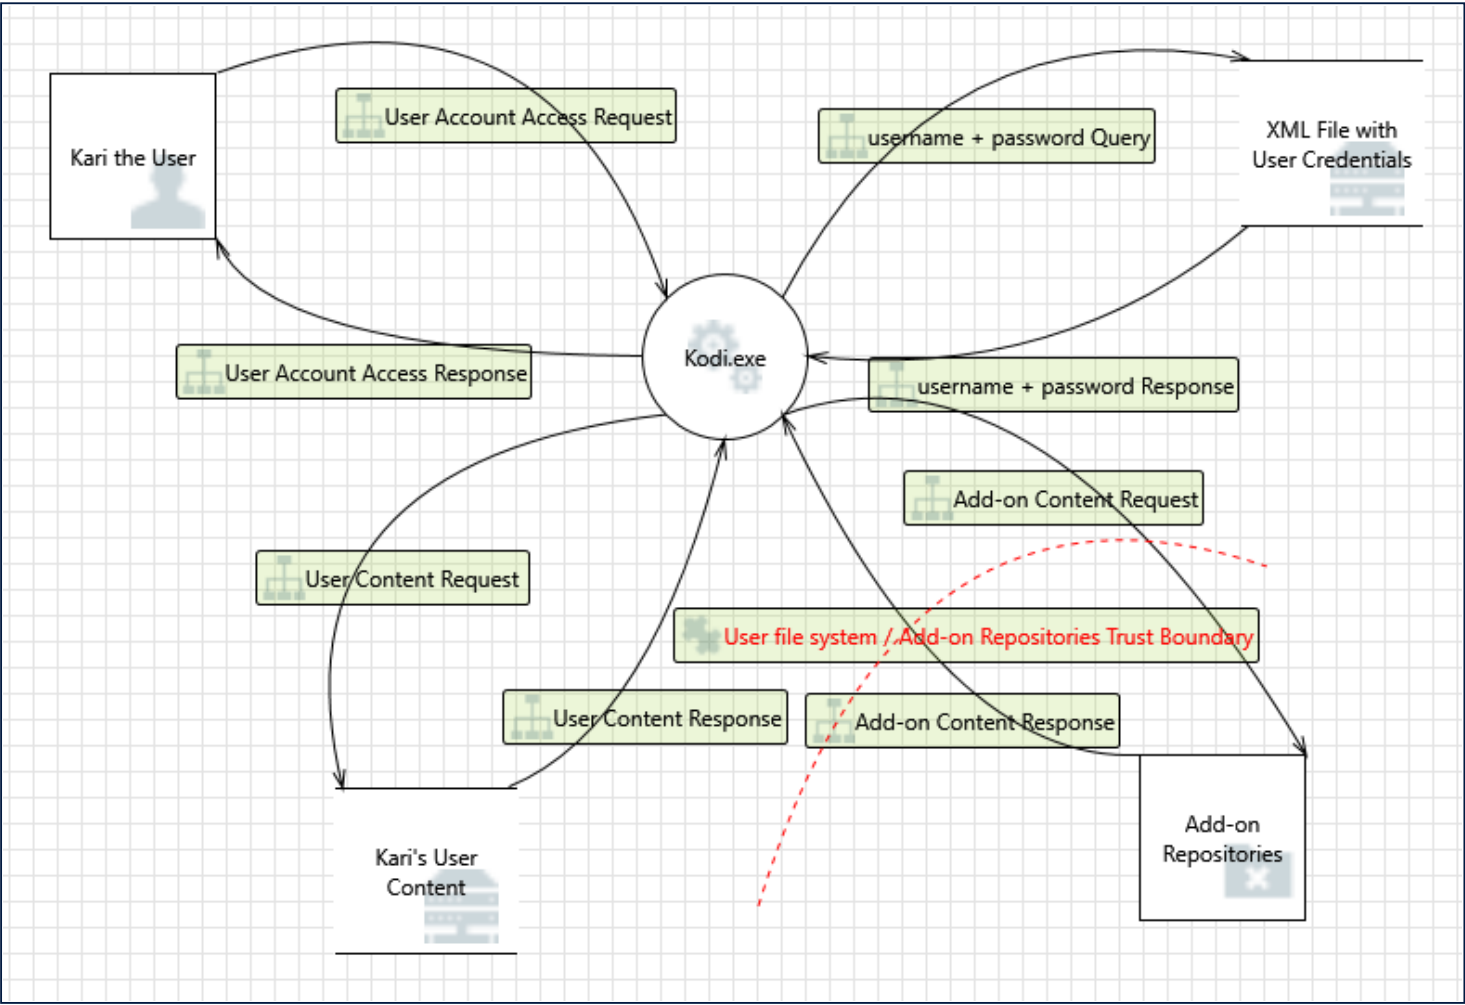 User Account Access Request
username + password Query
XML File with
User Credentials
Kari the User
Kodi.exe
User Account Access Response
username + password Response
Add-on Content Request
User Content Request
User file system / Add-on Repositories Trust Boundary
User Content Response
Add-on Content Response
Add-on
Repositories
Kari's User
Content